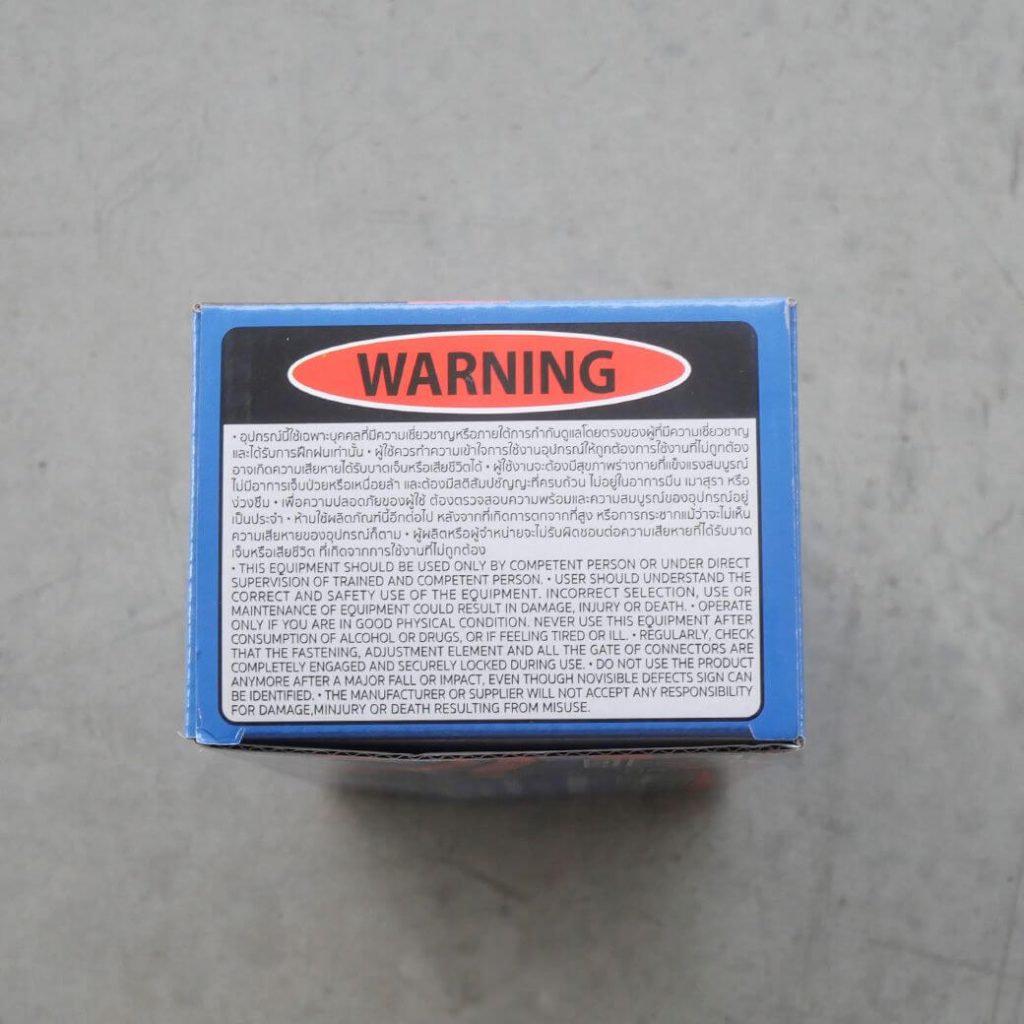 WARNING
• อุปกรณ์นี้ใช้เฉพาะบุคคลที่มีความเชี่ยวชาญหรือภายใต้การกำกับดูแลโดยตรงของผู้ที่มีความเชี่ยวชาญ
และได้รับการฝึกฝนเท่านั้น • ผู้ใช้ควรทำความเข้าใจการใช้งานอุปกรณ์ให้ถูกต้องการใช้งานที่ไม่ถูกต้อง
อาจเกิดความเสียหายได้รับบาดเจ็บหรือเสียชีวิตได้ • ผู้ใช้งานจะต้องมีสุขภาพร่างกายที่แข็งแรงสมบูรณ์
ไม่มีอาการเจ็บป่วยหรือเหนื่อยล้า และต้องมีสติสัมปชัญญะที่ครบถ้วน ไม่อยู่ในอาการมึน เมาสุรา หรือ
ง่วงซึม • เพื่อความปลอดภัยของผู้ใช้ ต้องตรวจสอบความพร้อมและความสมบูรณ์ของอุปกรณ์อยู่
เป็นประจำ • ห้ามใช้ผลิตภัณฑ์นี้อีกต่อไป หลังจากที่เกิดการตกจากที่สูง หรือการกระชากแม้ว่าจะไม่เห็น
ความเสียหายของอุปกรณ์ก็ตาม • ผู้ผลิตหรือผู้จำหน่ายจะไม่รับผิดชอบต่อความเสียหายที่ได้รับบาด
เจ็บหรือเสียชีวิต ที่เกิดจากการใช้งานที่ไม่ถูกต้อง
• THIS EQUIPMENT SHOULD BE USED ONLY BY COMPETENT PERSON OR UNDER DIRECT
SUPERVISION OF TRAINED AND COMPETENT PERSON. • USER SHOULD UNDERSTAND THE
CORRECT AND SAFETY USE OF THE EQUIPMENT. INCORRECT SELECTION, USE OR
MAINTENANCE OF EQUIPMENT COULD RESULT IN DAMAGE, INJURY OR DEATH. • OPERATE
ONLY IF YOU ARE IN GOOD PHYSICAL CONDITION. NEVER USE THIS EQUIPMENT AFTER
CONSUMPTION OF ALCOHOL OR DRUGS, OR IF FEELING TIRED OR ILL. • REGULARLY, CHECK
THAT THE FASTENING, ADJUSTMENT ELEMENT AND ALL THE GATE OF CONNECTORS ARE
COMPLETELY ENGAGED AND SECURELY LOCKED DURING USE. • DO NOT USE THE PRODUCT
ANYMORE AFTER A MAJOR FALL OR IMPACT, EVEN THOUGH NOVISIBLE DEFECTS SIGN CAN
BE IDENTIFIED. • THE MANUFACTURER OR SUPPLIER WILL NOT ACCEPT ANY RESPONSIBILITY
FOR DAMAGE,MINJURY OR DEATH RESULTING FROM MISUSE.